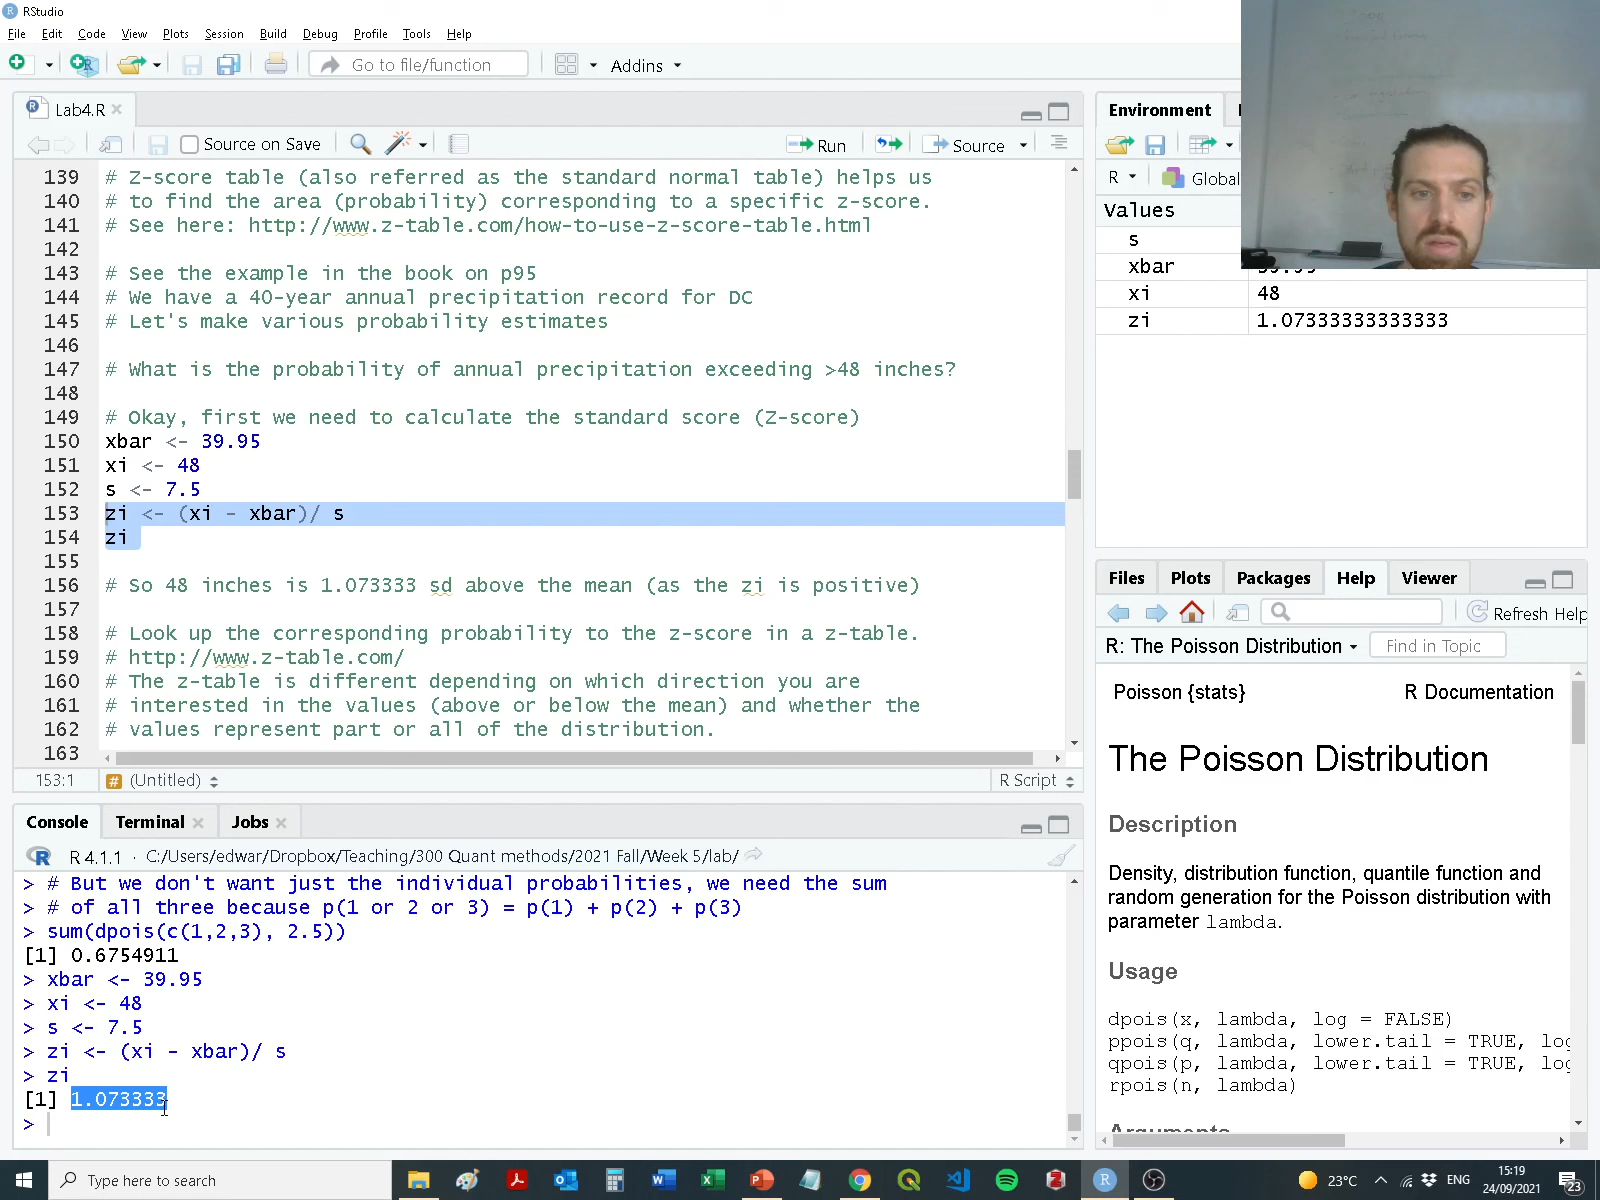 RStudio
File Edit Code View Plots Session Build Debug Profile Tools Help
Go to file/function Addins
Lab4.R
Source on Save Run Source
139 # Z-score table (also referred as the standard normal table) helps us
140 # to find the area (probability) corresponding to a specific z-score.
141 # See here: http://www.z-table.com/how-to-use-z-score-table.html
142
143 # See the example in the book on p95
144 # We have a 40-year annual precipitation record for DC
145 # Let's make various probability estimates
146
147 # What is the probability of annual precipitation exceeding >48 inches?
148
149 # Okay, first we need to calculate the standard score (Z-score)
150 xbar <- 39.95
151 xi <- 48
152 s <- 7.5
153 zi <- (xi - xbar)/ s
154 zi
155
156 # So 48 inches is 1.073333 sd above the mean (as the zi is positive)
157
158 # Look up the corresponding probability to the z-score in a z-table.
159 # http://www.z-table.com/
160 # The z-table is different depending on which direction you are
161 # interested in the values (above or below the mean) and whether the
162 # values represent part or all of the distribution.
163
153:1 # (Untitled) R Script
Console Terminal Jobs
R 4.1.1 · C:/Users/edwar/Dropbox/Teaching/300 Quant methods/2021 Fall/Week 5/lab/
> # But we don't want just the individual probabilities, we need the sum
> # of all three because p(1 or 2 or 3) = p(1) + p(2) + p(3)
> sum(dpois(c(1,2,3), 2.5))
[1] 0.6754911
> xbar <- 39.95
> xi <- 48
> s <- 7.5
> zi <- (xi - xbar)/ s
> zi
[1] 1.073333
>
Environment
R Global
Values
s
xbar 39.95
xi 48
zi 1.07333333333333
Files Plots Packages Help Viewer
Refresh Help
R: The Poisson Distribution Find in Topic
Poisson {stats} R Documentation
The Poisson Distribution
Description
Density, distribution function, quantile function and
random generation for the Poisson distribution with
parameter lambda.
Usage
dpois(x, lambda, log = FALSE)
ppois(q, lambda, lower.tail = TRUE, log
qpois(p, lambda, lower.tail = TRUE, log
rpois(n, lambda)
Arguments
Type here to search
23°C ENG 15:19
24/09/2021 23